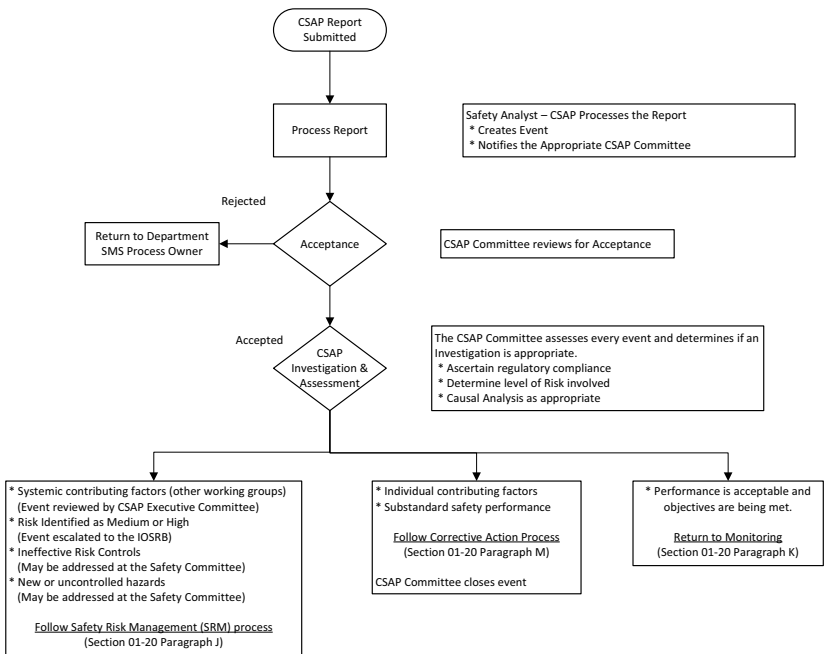 CSAP Report
Submitted
Process Report
Safety Analyst – CSAP Processes the Report
* Creates Event
* Notifies the Appropriate CSAP Committee
Rejected
Return to Department
SMS Process Owner
Acceptance
CSAP Committee reviews for Acceptance
Accepted
CSAP
Investigation &
Assessment
The CSAP Committee assesses every event and determines if an
Investigation is appropriate.
* Ascertain regulatory compliance
* Determine level of Risk involved
* Causal Analysis as appropriate
* Systemic contributing factors (other working groups)
(Event reviewed by CSAP Executive Committee)
* Risk Identified as Medium or High
(Event escalated to the IOSRB)
* Ineffective Risk Controls
(May be addressed at the Safety Committee)
* New or uncontrolled hazards
(May be addressed at the Safety Committee)
Follow Safety Risk Management (SRM) process
(Section 01-20 Paragraph J)
* Individual contributing factors
* Substandard safety performance
Follow Corrective Action Process
(Section 01-20 Paragraph M)
CSAP Committee closes event
* Performance is acceptable and
objectives are being met.
Return to Monitoring
(Section 01-20 Paragraph K)